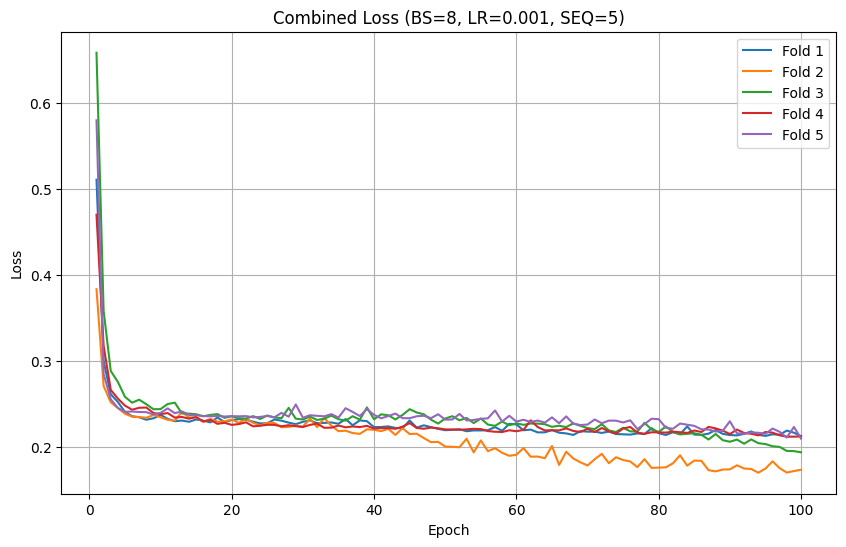 Combined Loss (BS=8, LR=0.001, SEQ=5)
Fold 1
Fold 2
Fold 3
Fold 4
Fold 5
Loss
0.6
0.5
0.4
0.3
0.2
0 20 40 60 80 100
Epoch